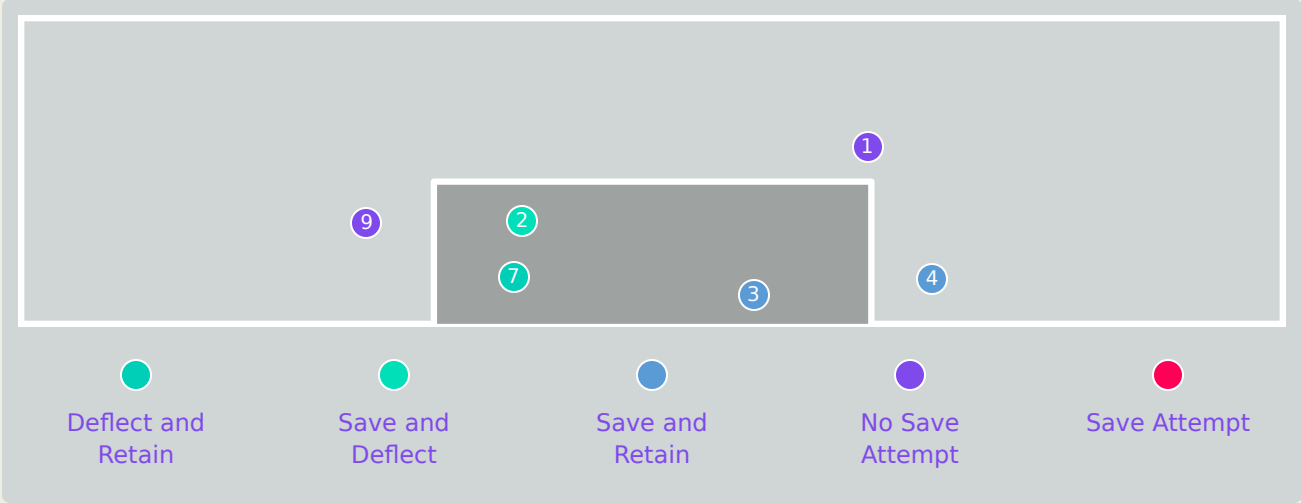 1
9
2
7
3
4
Deflect and
Retain
Save and
Deflect
Save and
Retain
No Save
Attempt
Save Attempt